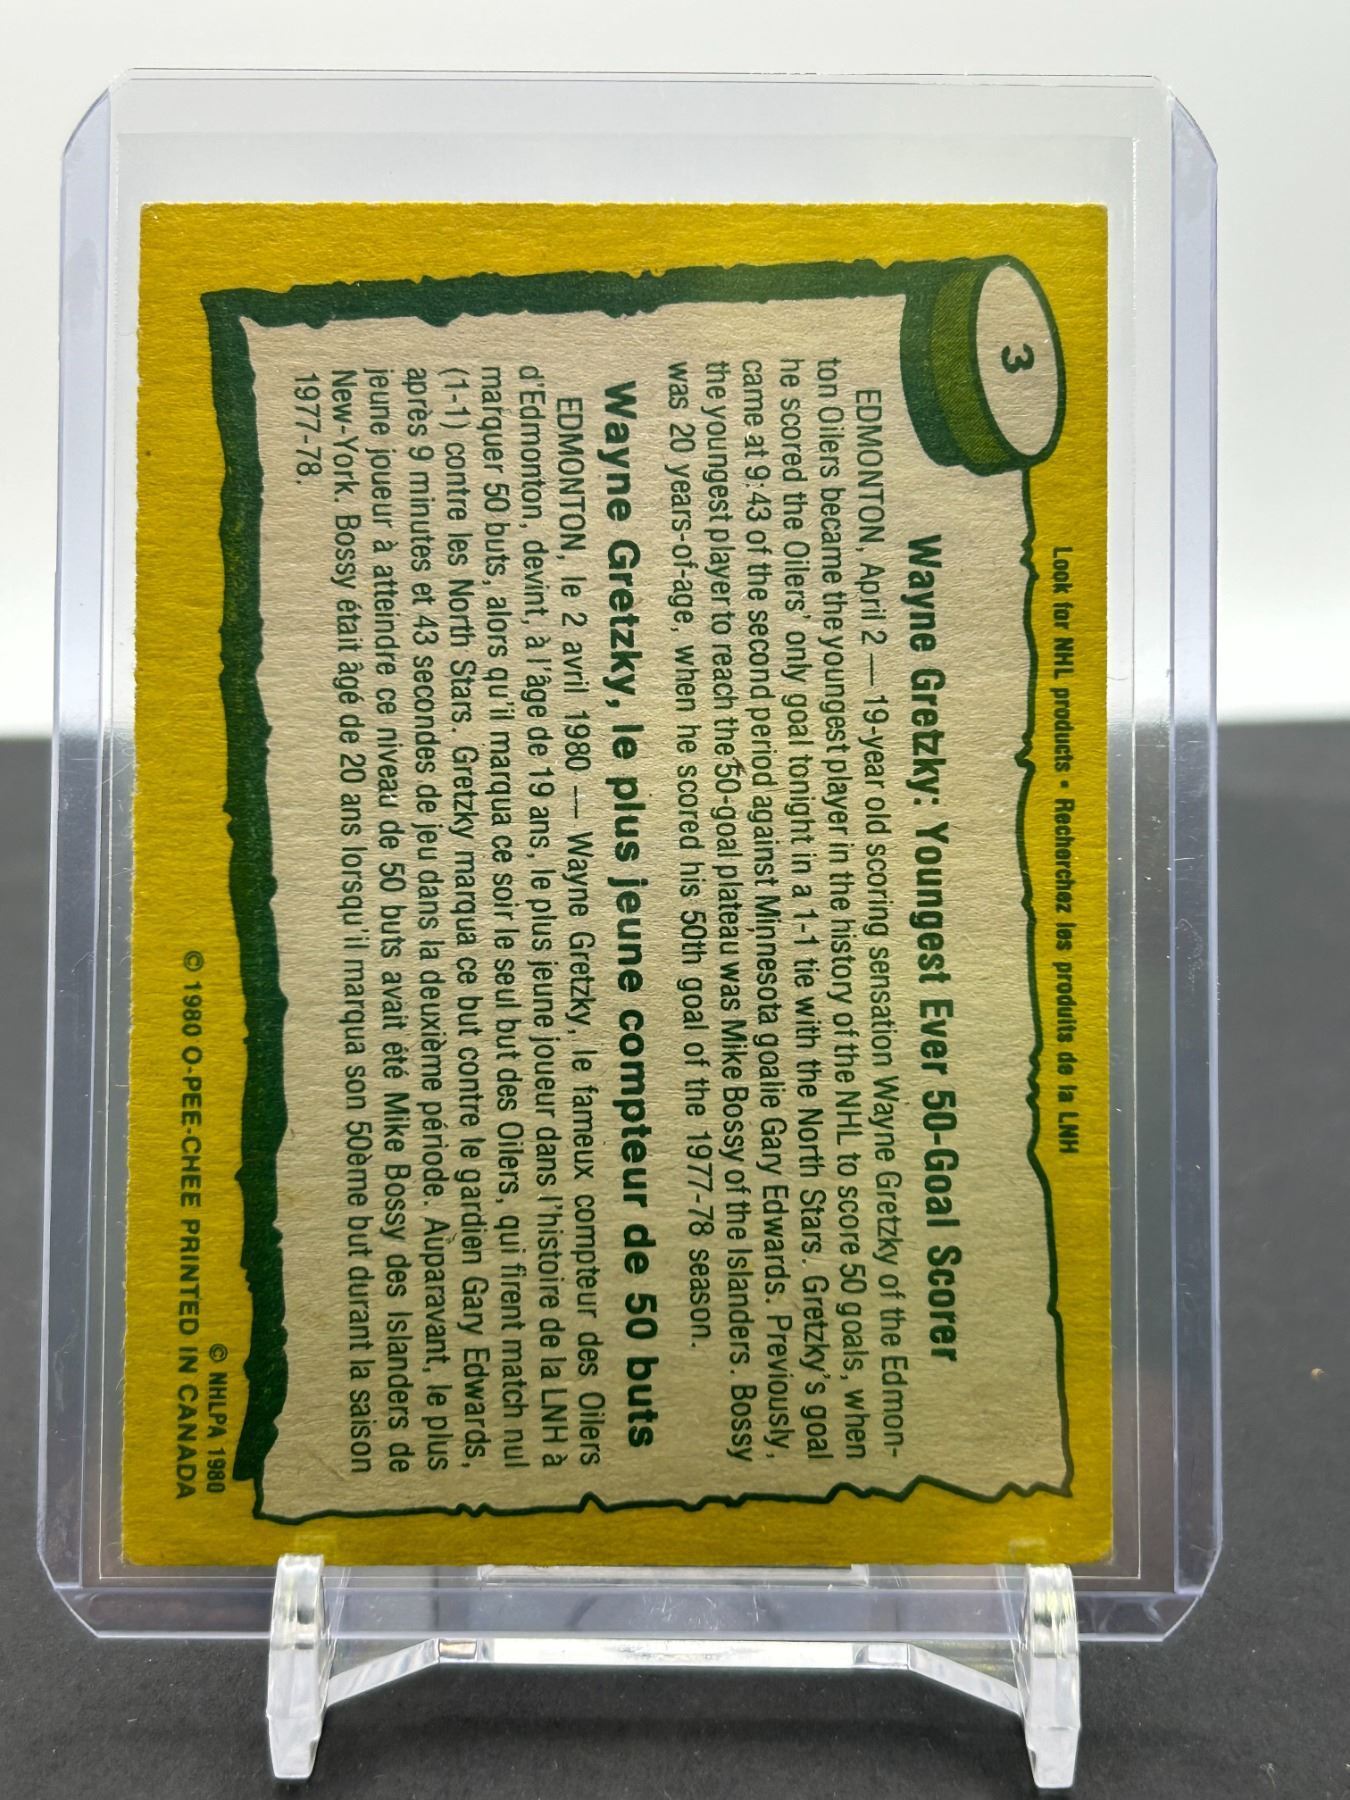 3
Look for NHL products • Recherchez les produits de la LNH
Wayne Gretzky: Youngest Ever 50-Goal Scorer
EDMONTON, April 2 — 19-year old scoring sensation Wayne Gretzky of the Edmon-
ton Oilers became the youngest player in the history of the NHL to score 50 goals, when
he scored the Oilers' only goal tonight in a 1-1 tie with the North Stars. Gretzky's goal
came at 9:43 of the second period against Minnesota goalie Gary Edwards. Previously,
the youngest player to reach the 50-goal plateau was Mike Bossy of the Islanders. Bossy
was 20 years-of-age, when he scored his 50th goal of the 1977-78 season.
Wayne Gretzky, le plus jeune compteur de 50 buts
EDMONTON, le 2 avril 1980 — Wayne Gretzky, le fameux compteur des Oilers
d'Edmonton, devint, à l'âge de 19 ans, le plus jeune joueur dans l'histoire de la LNH à
marquer 50 buts, alors qu'il marqua ce soir le seul but des Oilers, qui firent match nul
(1-1) contre les North Stars. Gretzky marqua ce but contre le gardien Gary Edwards,
après 9 minutes et 43 secondes de jeu dans la deuxième période. Auparavant, le plus
jeune joueur à atteindre ce niveau de 50 buts avait été Mike Bossy des Islanders de
New-York. Bossy était âgé de 20 ans lorsqu'il marqua son 50ème but durant la saison
1977-78.
© NHLPA 1980
© 1980 O-PEE-CHEE PRINTED IN CANADA